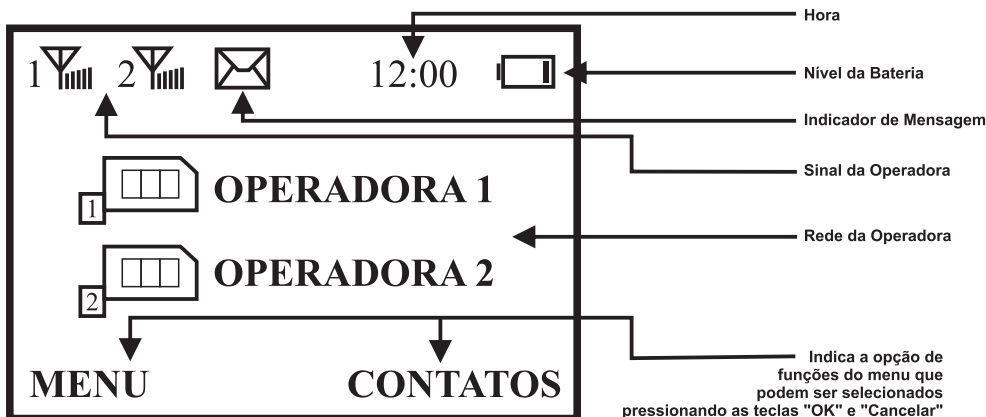 Hora
1 2 12:00
Nível da Bateria
Indicador de Mensagem
Sinal da Operadora
1 OPERADORA 1
Rede da Operadora
2 OPERADORA 2
MENU CONTATOS
Indica a opção de
funções do menu que
podem ser selecionados
pressionando as teclas "OK" e "Cancelar"